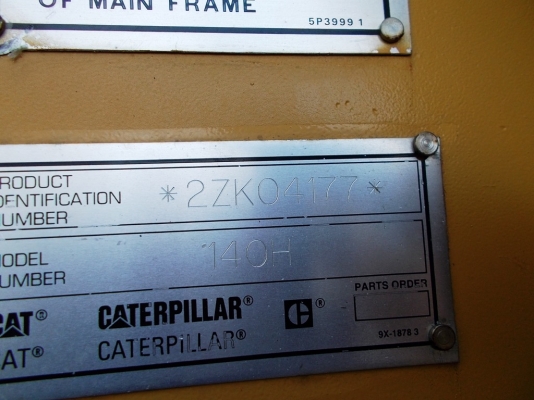 OF MAIN FRAME
5P3999 1
PRODUCT
IDENTIFICATION
NUMBER
*2ZK04177*
MODEL
NUMBER
140H
PARTS ORDER
CAT® CATERPILLAR® C®
CAT® CATERPiLLAR®
9X-1878 3